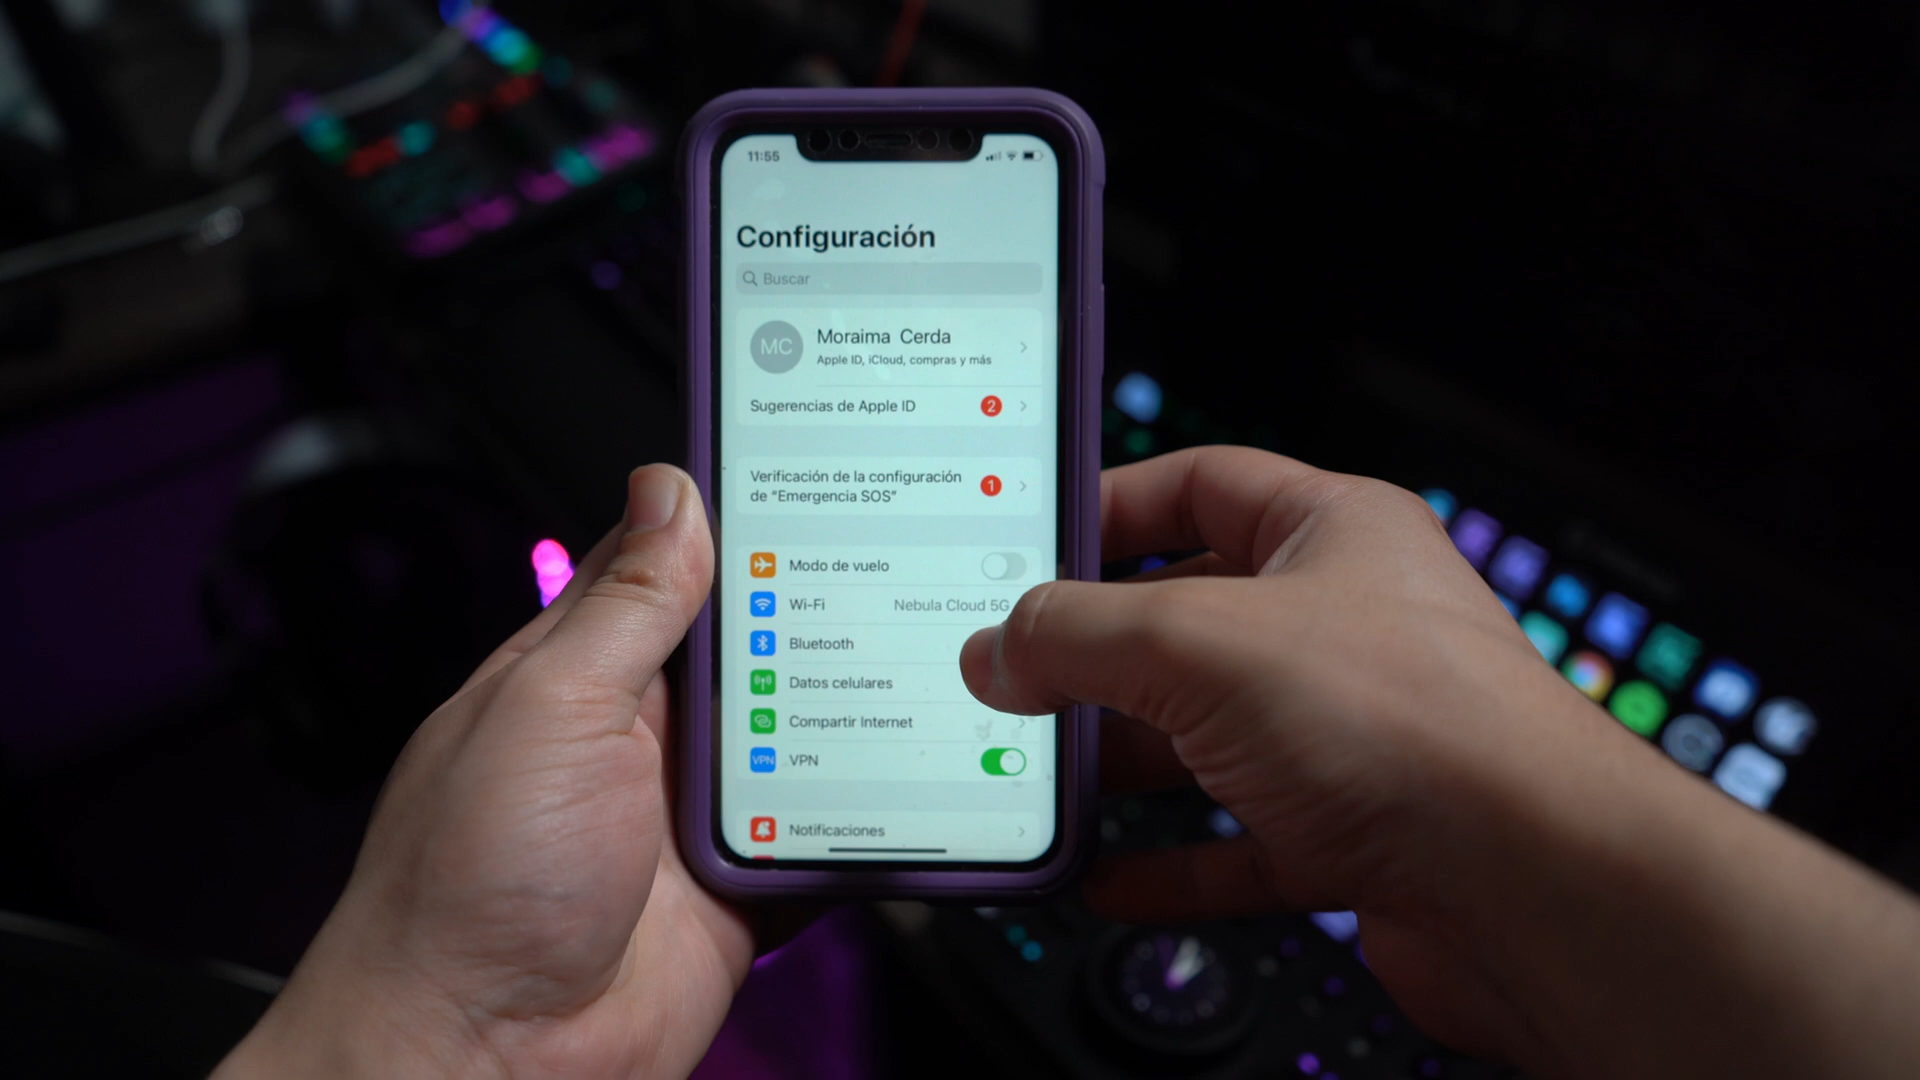 11:55
Configuración
Buscar
MC
Moraima Cerda
Apple ID, iCloud, compras y más
Sugerencias de Apple ID 2
Verificación de la configuración
de "Emergencia SOS" 1
Modo de vuelo
Wi-Fi Nebula Cloud 5G
Bluetooth
Datos celulares
Compartir Internet
VPN VPN
Notificaciones